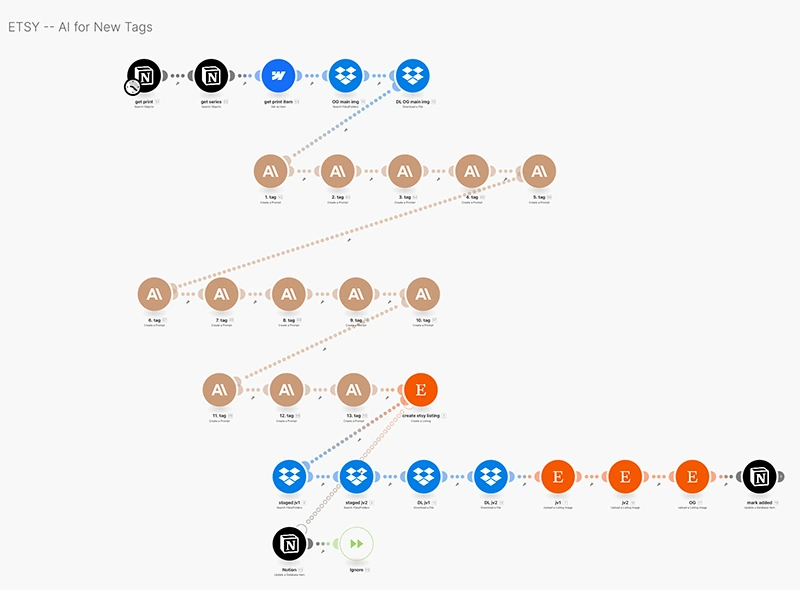 ETSY -- AI for New Tags
get print
Search Objects
get series
Search Objects
get print item
OG main img
Search Files/Folders
DL OG main img
Download a File
1. tag
Create a Prompt
2. tag
Create a Prompt
3. tag
Create a Prompt
4. tag
Create a Prompt
5. tag
Create a Prompt
6. tag
Create a Prompt
7. tag
Create a Prompt
8. tag
Create a Prompt
9. tag
Create a Prompt
10. tag
Create a Prompt
11. tag
Create a Prompt
12. tag
Create a Prompt
13. tag
Create a Prompt
create etsy listing
Create a Listing
staged jv1
Search Files/Folders
staged jv2
Search Files/Folders
DL jv1
Download a File
DL jv2
Download a File
jv1
Upload a Listing Image
jv2
Upload a Listing Image
OG
Upload a Listing Image
mark added
Update a Database Item
Notion
Update a Database Item
Ignore